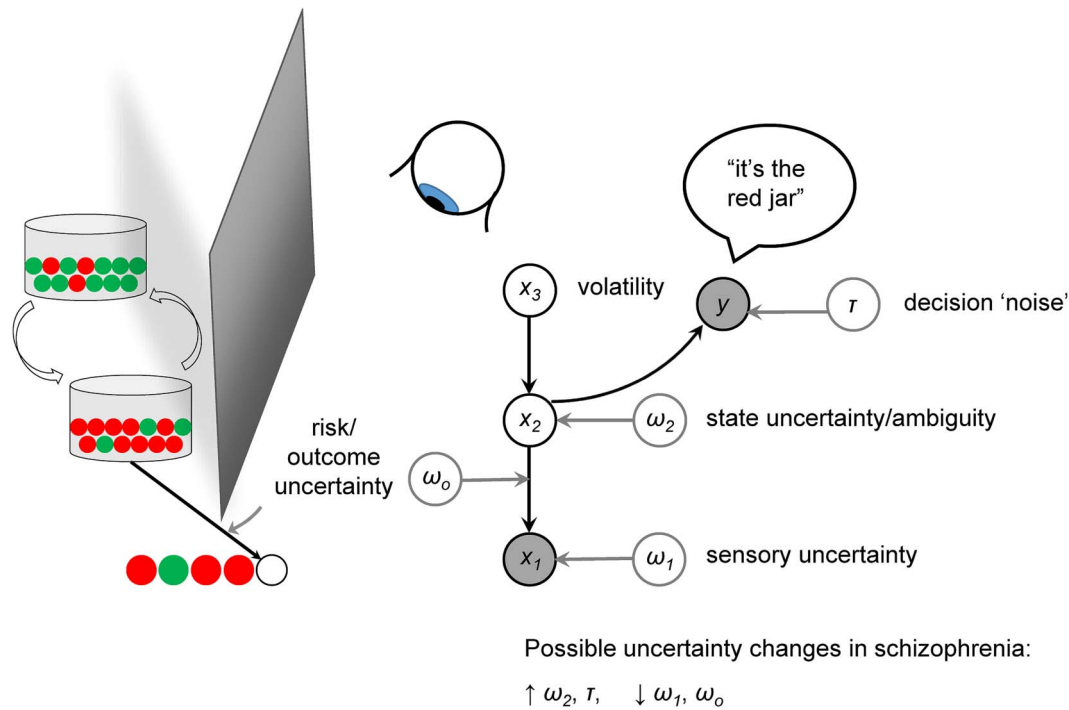 “it’s the
red jar”
x₃ volatility
y
τ decision ‘noise’
risk/
outcome
uncertainty
x₂
ω₂ state uncertainty/ambiguity
ωₒ
x₁
ω₁ sensory uncertainty
Possible uncertainty changes in schizophrenia:
↑ ω₂, τ, ↓ ω₁, ωₒ